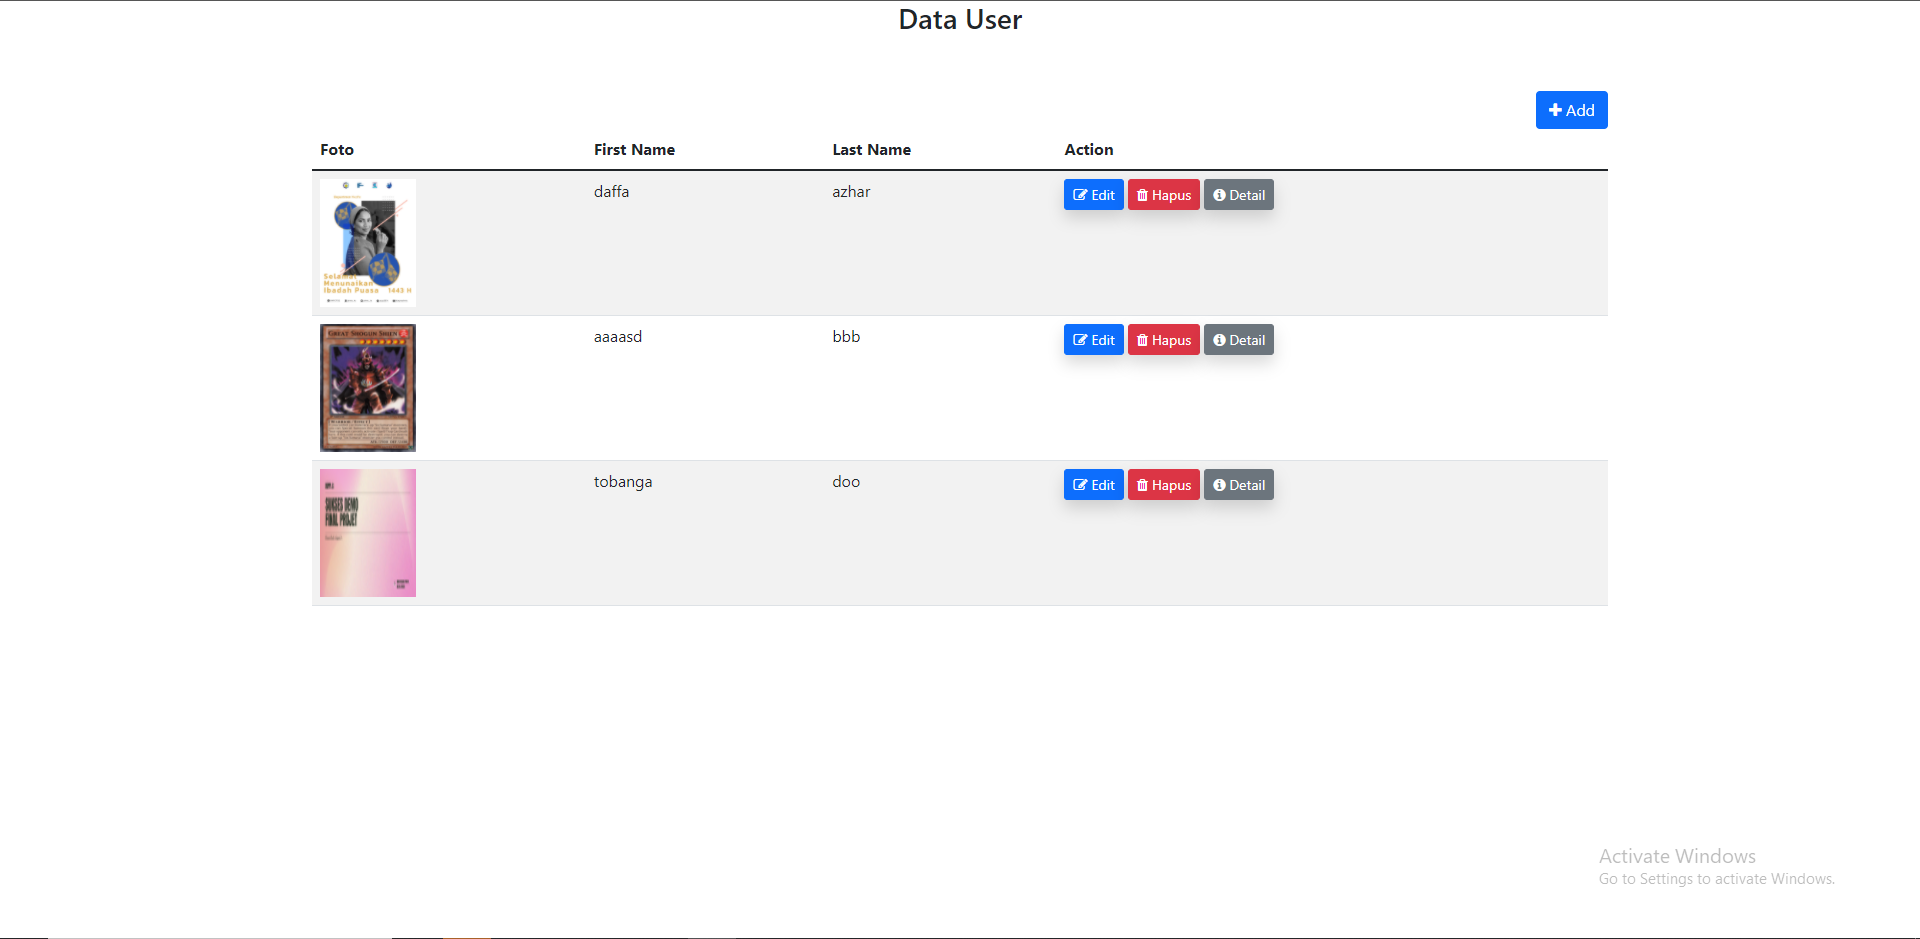 Data User
Add
Foto First Name Last Name Action
daffa azhar Edit Hapus Detail
Selamat
Menunaikan
Ibadah Puasa 1443 H
aaaasd bbb Edit Hapus Detail
GREAT SHOGUN SHIEN
tobanga doo Edit Hapus Detail
SUKSES DEMO
FINAL PROJET
Activate Windows
Go to Settings to activate Windows.